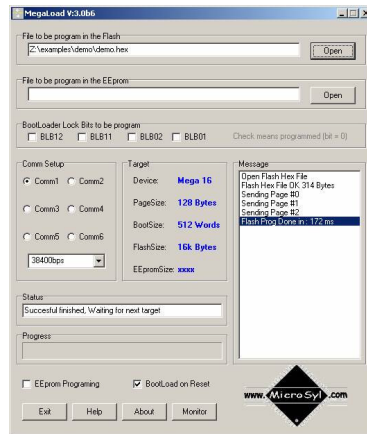 MegaLoad V:3.0b6
File to be program in the Flash
Z:\examples\demo\demo.hex
Open
File to be program in the EEprom
Open
BootLoader Lock Bits to be program
BLB12 BLB11 BLB02 BLB01 Check means programmed (bit = 0)
Comm Setup
Comm1 Comm2
Comm3 Comm4
Comm5 Comm6
38400bps
Target
Device: Mega 16
PageSize: 128 Bytes
BootSize: 512 Words
FlashSize: 16k Bytes
EEpromSize: xxxx
Message
Open Flash Hex File
Flash Hex File OK 314 Bytes
Sending Page #0
Sending Page #1
Sending Page #2
Flash Prog Done in : 172 ms
Status
Succesful finished, Waiting for next target
Progress
EEprom Programing BootLoad on Reset
Exit Help About Monitor
www.MicroSyl.com